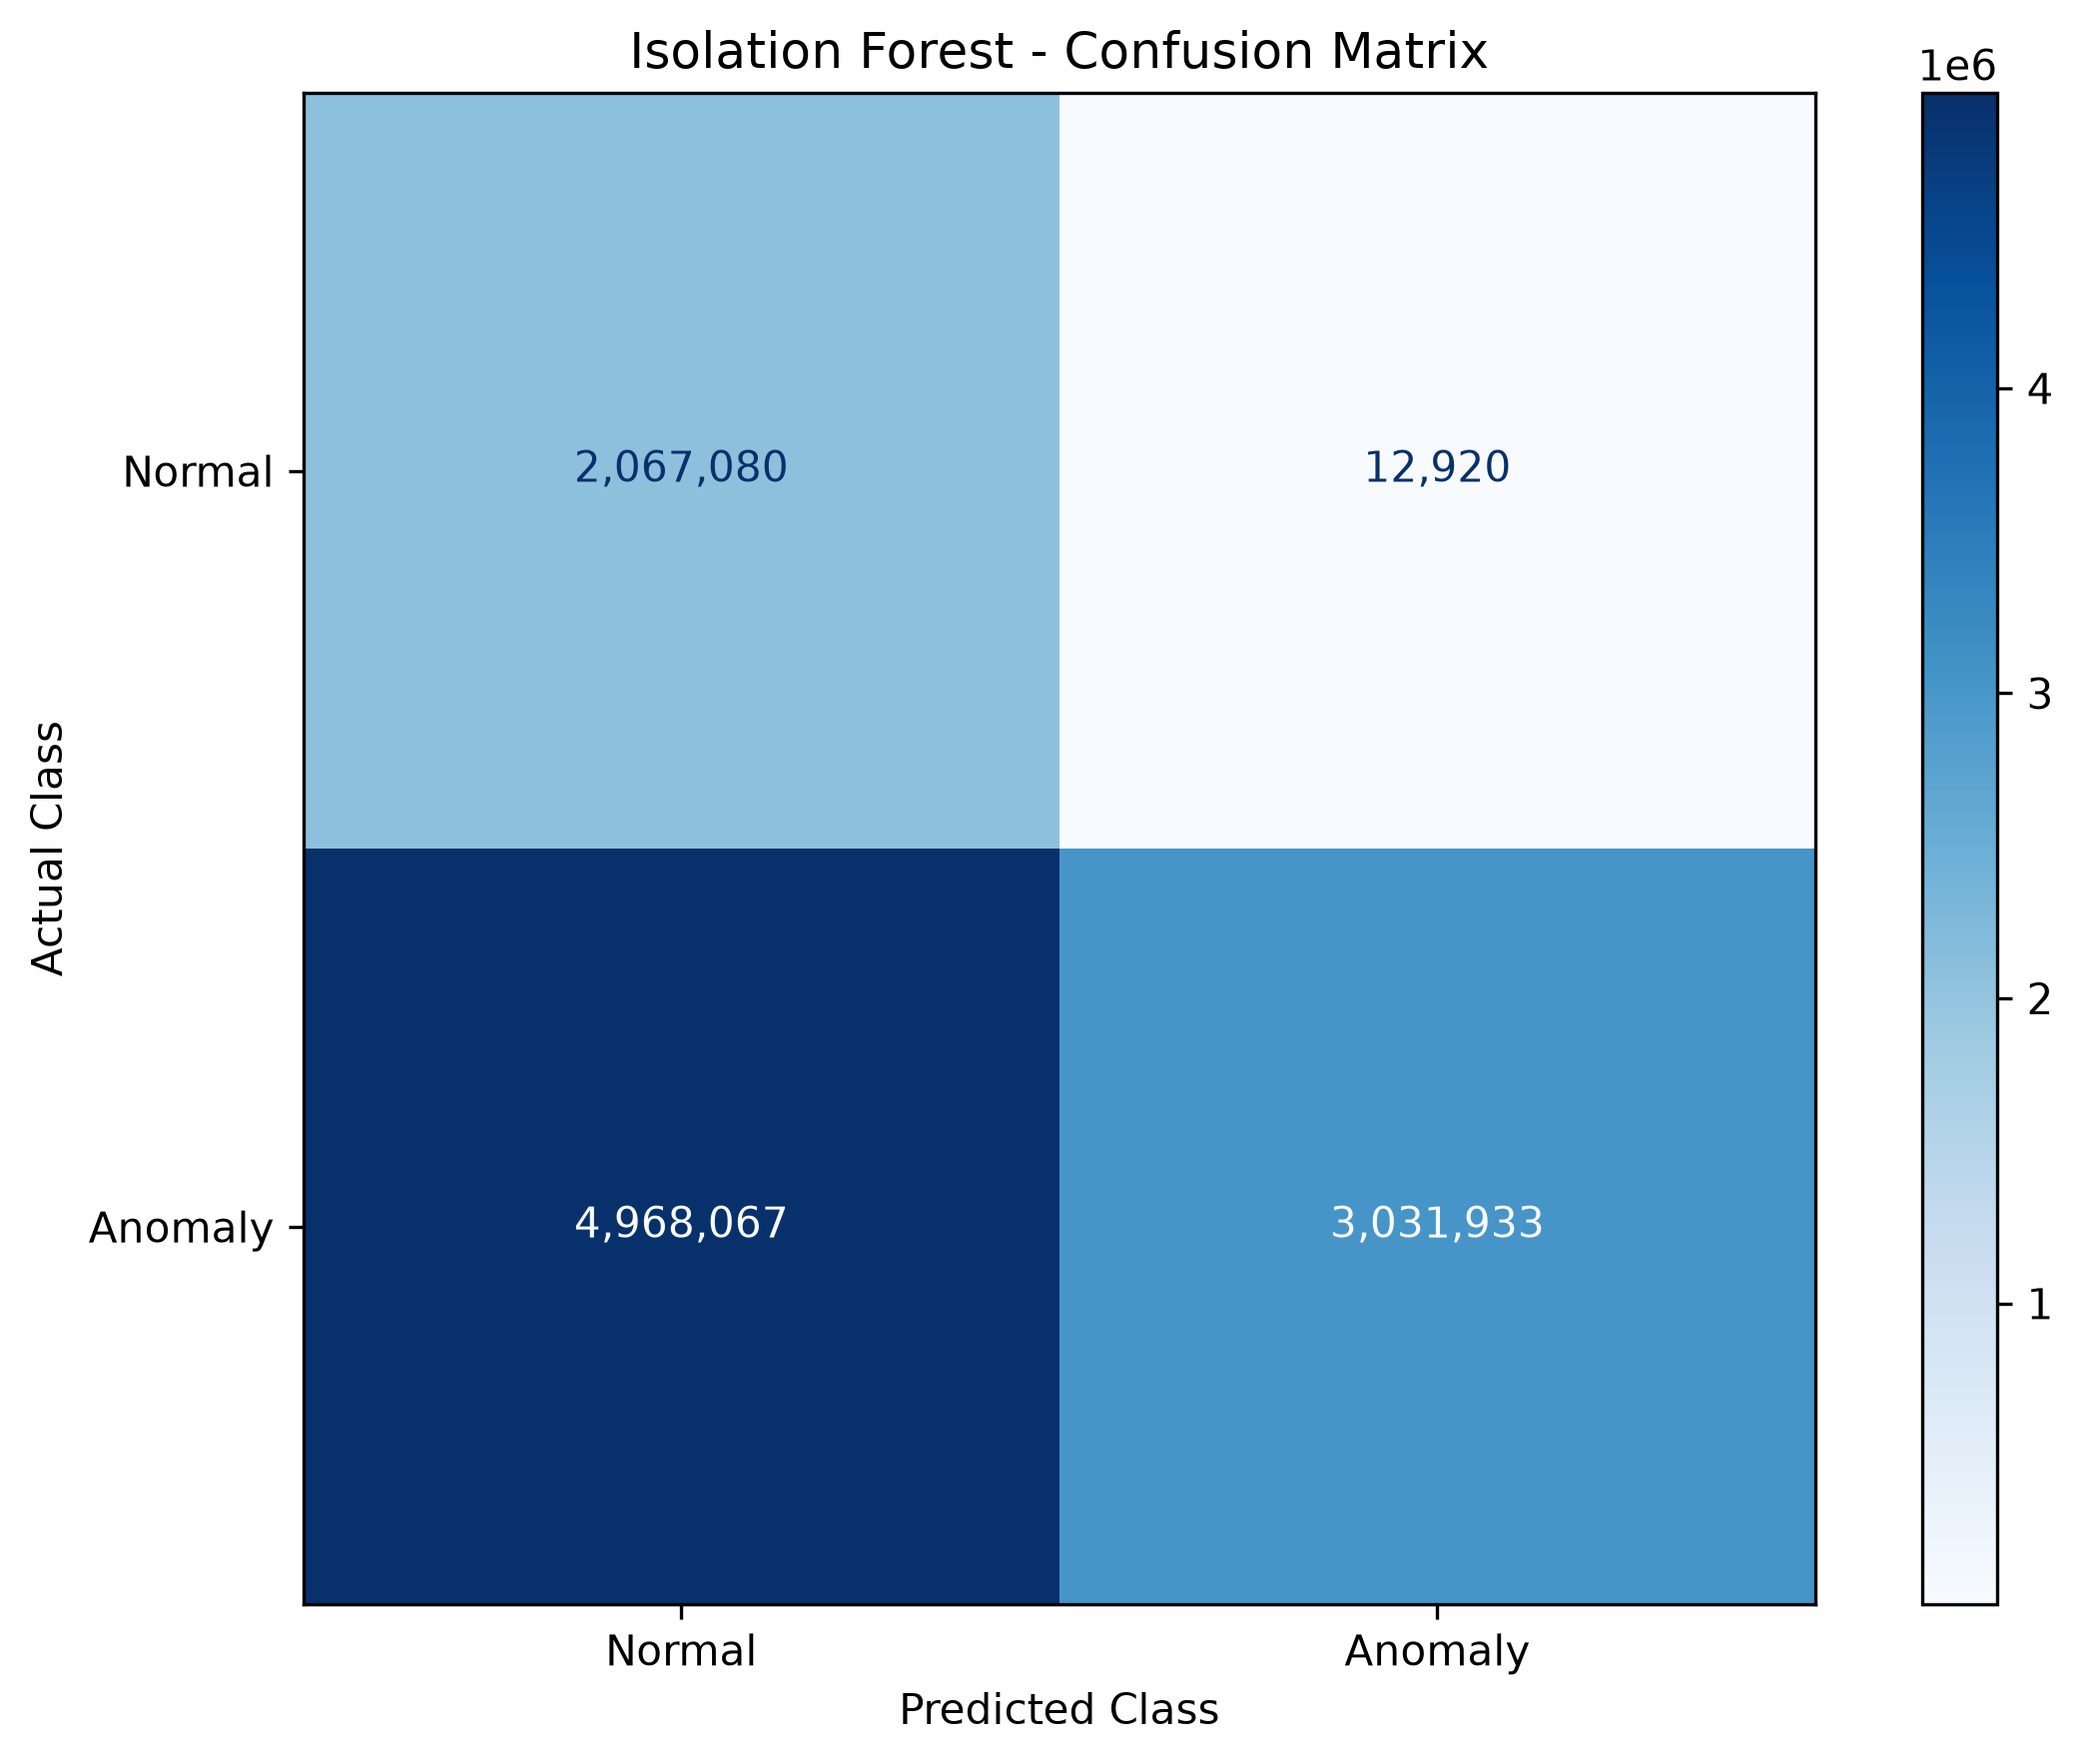 Isolation Forest - Confusion Matrix
1e6
Normal
2,067,080
12,920
4
3
Actual Class
2
Anomaly
4,968,067
3,031,933
1
Normal
Anomaly
Predicted Class